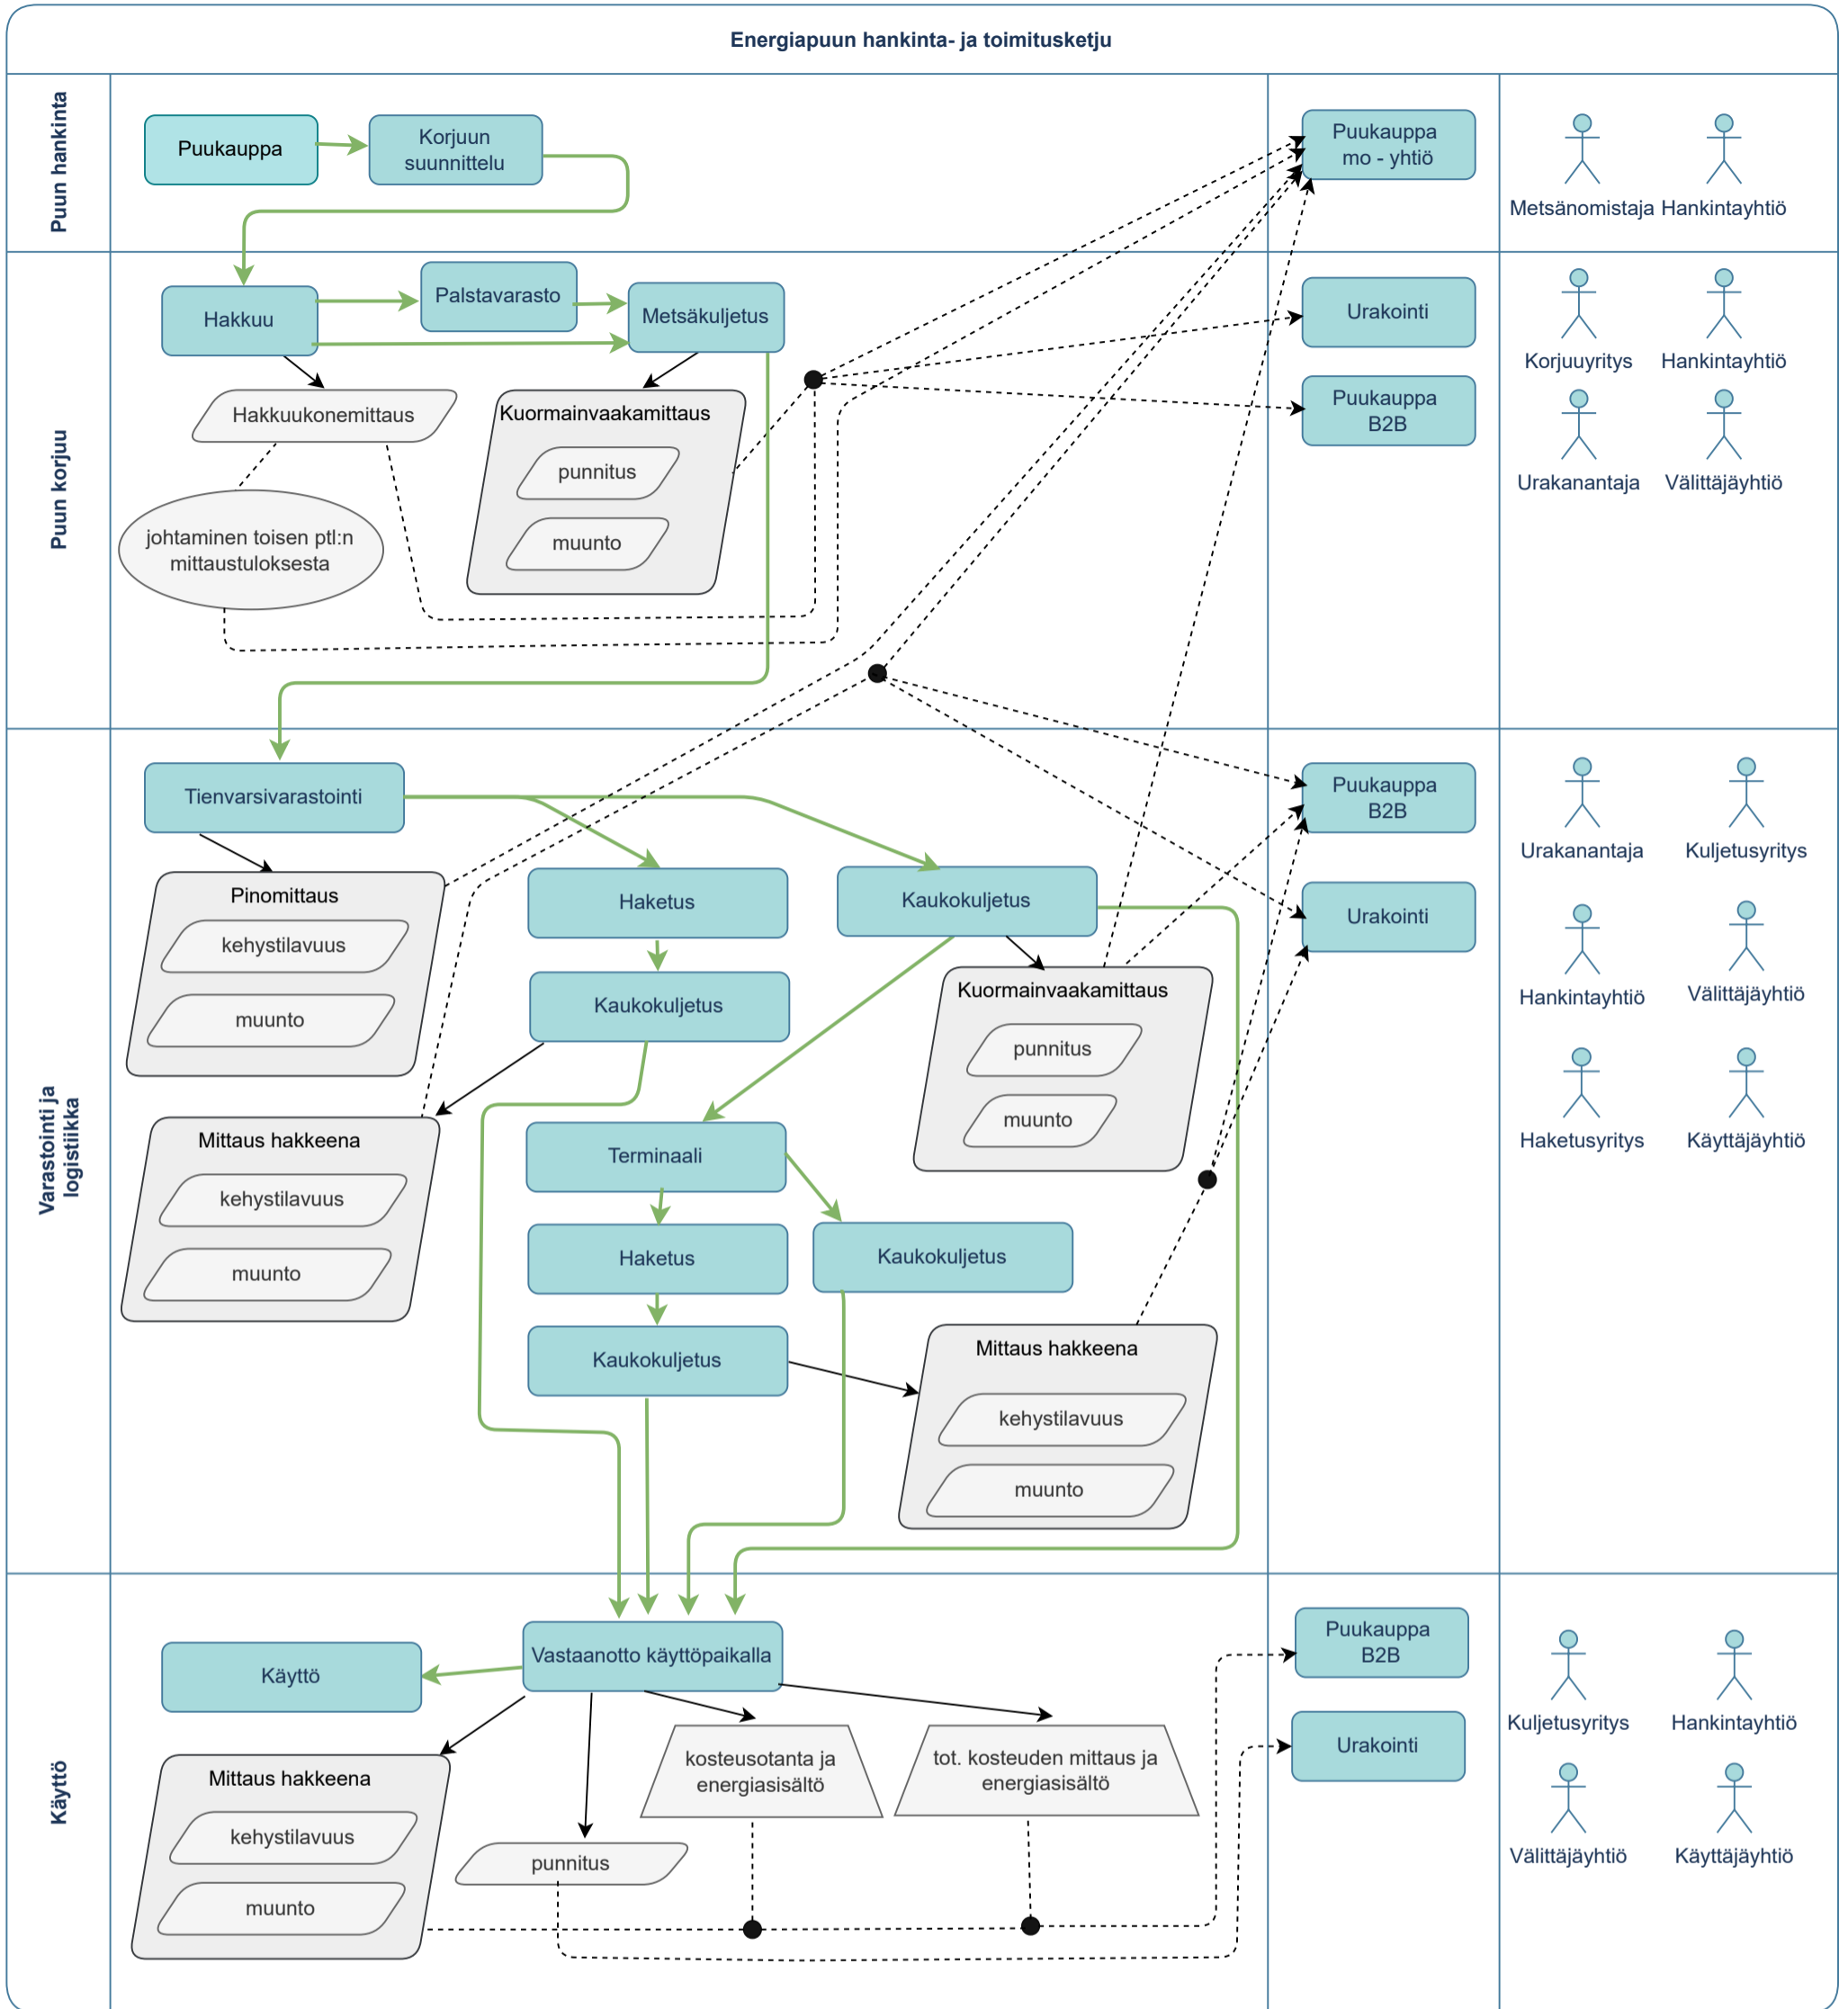 Energiapuun hankinta- ja toimitusketju
Puun hankinta
Puukauppa
Korjuun
suunnittelu
Puukauppa
mo - yhtiö
Metsänomistaja
Hankintayhtiö
Puun korjuu
Hakkuu
Palstavarasto
Metsäkuljetus
Hakkuukonemittaus
Kuormainvaakamittaus
punnitus
muunto
johtaminen toisen ptl:n
mittaustuloksesta
Urakointi
Puukauppa
B2B
Korjuuyritys
Hankintayhtiö
Urakanantaja
Välittäjäyhtiö
Varastointi ja
logistiikka
Tienvarsivarastointi
Pinomittaus
kehystilavuus
muunto
Haketus
Kaukokuljetus
Kaukokuljetus
Kuormainvaakamittaus
punnitus
muunto
Mittaus hakkeena
kehystilavuus
muunto
Terminaali
Haketus
Kaukokuljetus
Kaukokuljetus
Mittaus hakkeena
kehystilavuus
muunto
Puukauppa
B2B
Urakointi
Urakanantaja
Kuljetusyritys
Hankintayhtiö
Välittäjäyhtiö
Haketusyritys
Käyttäjäyhtiö
Käyttö
Käyttö
Vastaanotto käyttöpaikalla
Mittaus hakkeena
kehystilavuus
muunto
punnitus
kosteusotanta ja
energiasisältö
tot. kosteuden mittaus ja
energiasisältö
Puukauppa
B2B
Urakointi
Kuljetusyritys
Hankintayhtiö
Välittäjäyhtiö
Käyttäjäyhtiö